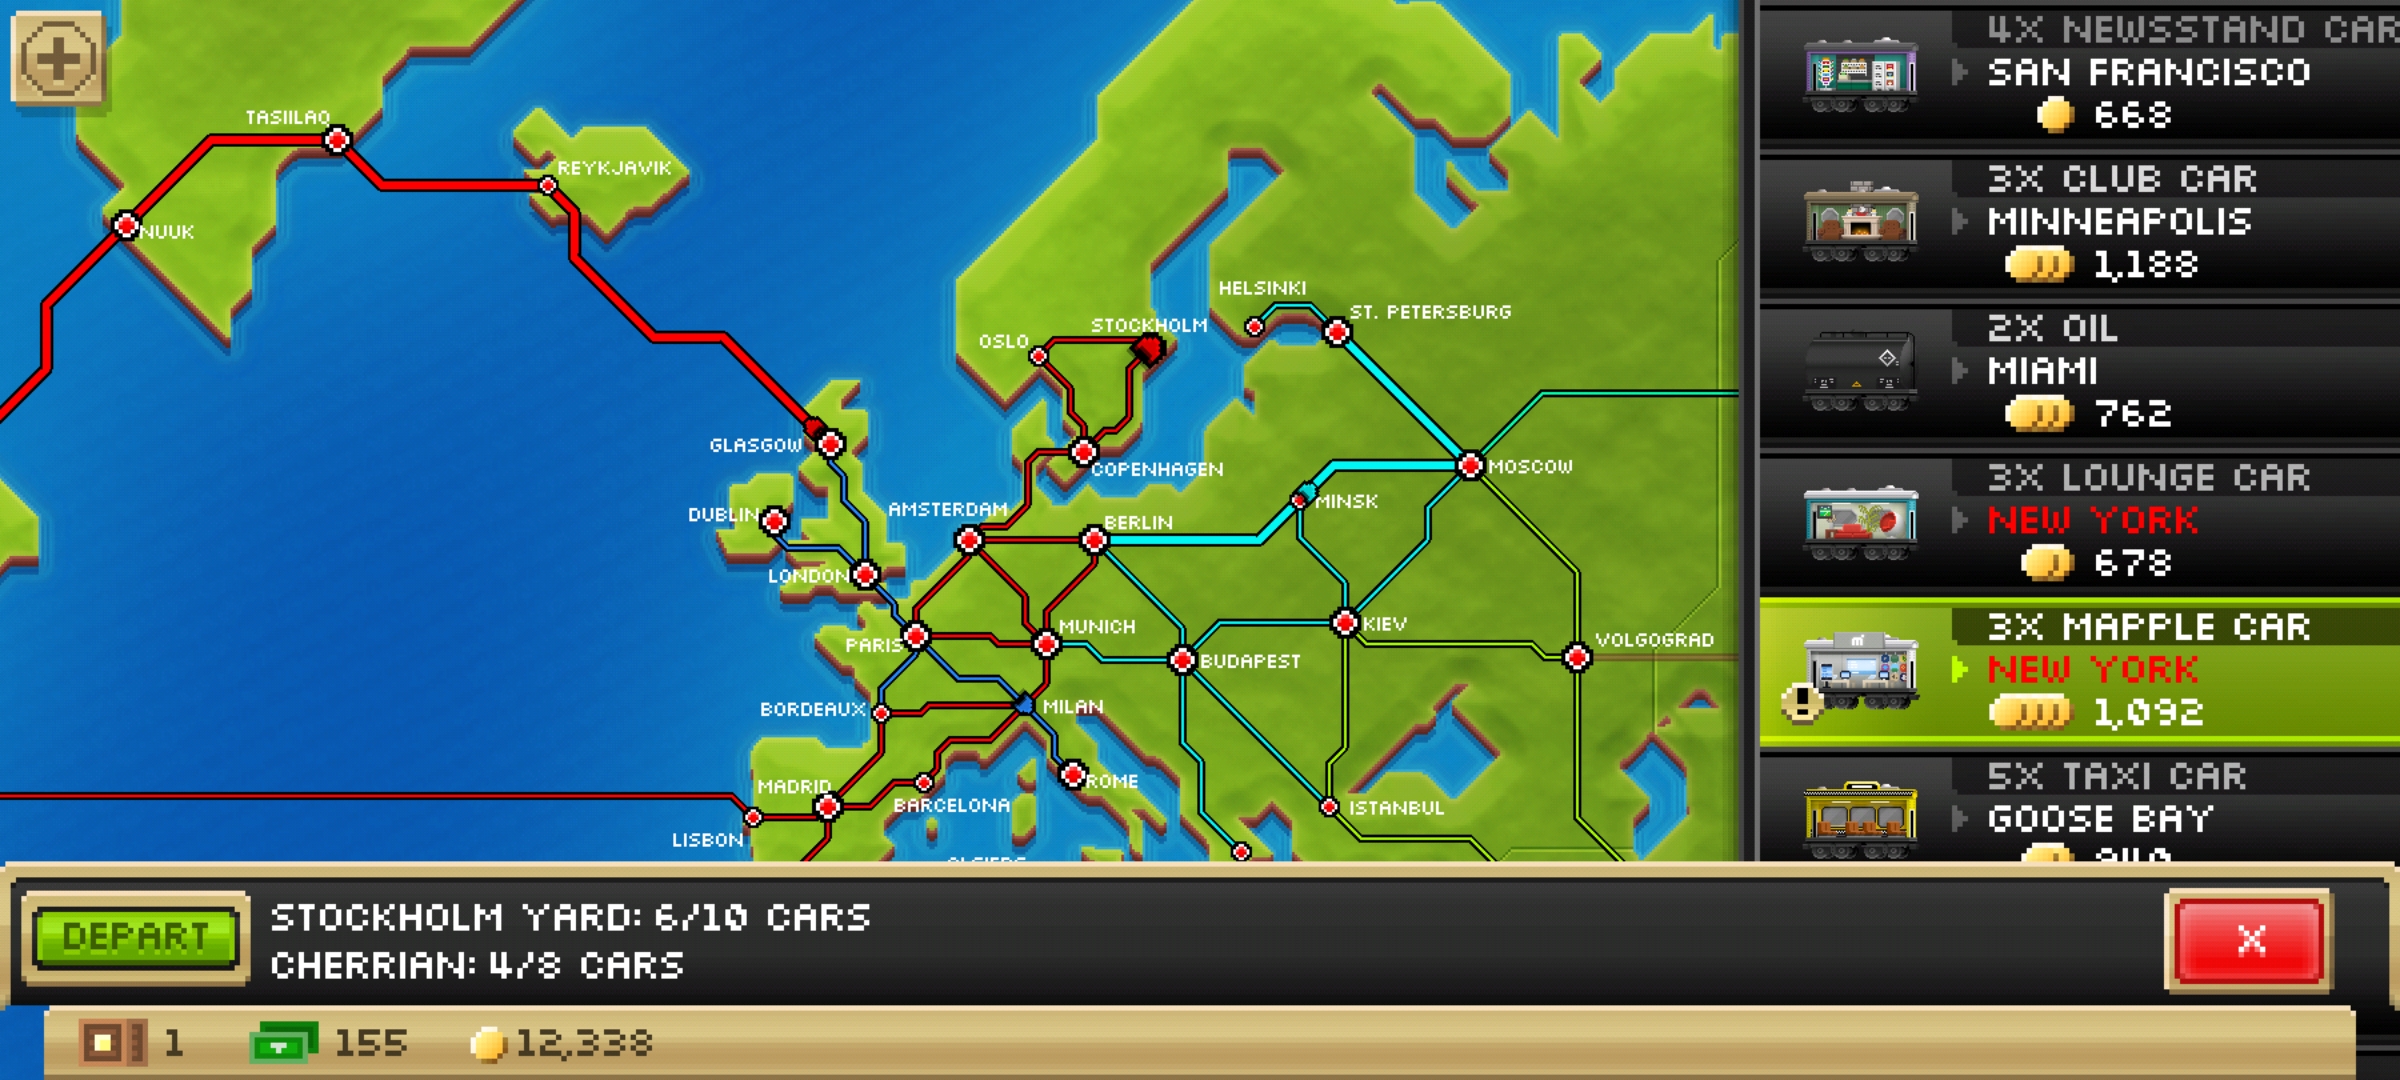 TASIILAQ
REYKJAVIK
NUUK
HELSINKI
ST. PETERSBURG
STOCKHOLM
OSLO
GLASGOW
COPENHAGEN
MOSCOW
DUBLIN
AMSTERDAM
BERLIN
MINSK
LONDON
PARIS
MUNICH
KIEV
BUDAPEST
VOLGOGRAD
BORDEAUX
MILAN
MADRID
ROME
BARCELONA
ISTANBUL
LISBON
4X NEWSSTAND CAR
SAN FRANCISCO
668
3X CLUB CAR
MINNEAPOLIS
1,188
2X OIL
MIAMI
762
3X LOUNGE CAR
NEW YORK
678
3X MAPPLE CAR
NEW YORK
1,092
5X TAXI CAR
GOOSE BAY
DEPART
STOCKHOLM YARD: 6/10 CARS
CHERRIAN: 4/8 CARS
X
1
155
12,338